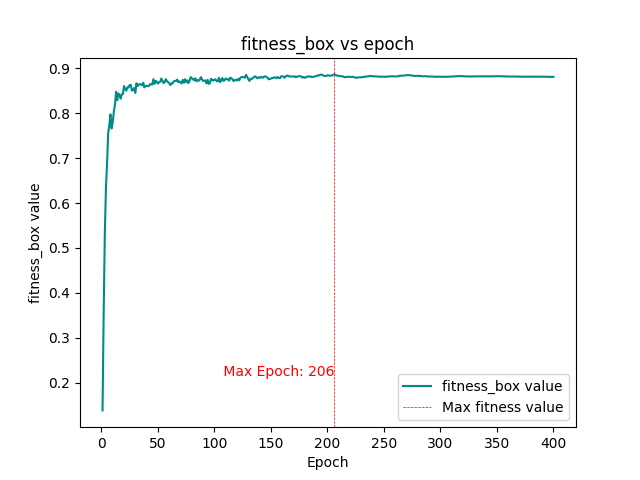 fitness_box vs epoch
0.9
0.8
0.7
0.6
0.5
0.4
0.3
0.2
fitness_box value
Max Epoch: 206
fitness_box value
Max fitness value
0 50 100 150 200 250 300 350 400
Epoch